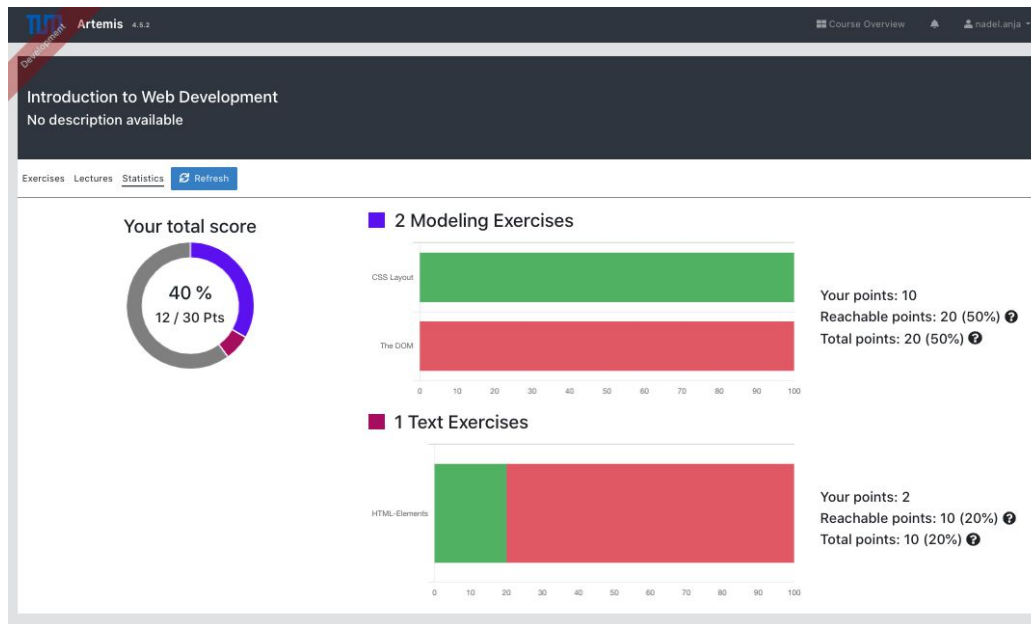 TUM Artemis 4.5.2
Course Overview nadel.anja
Development
Introduction to Web Development
No description available
Exercises Lectures Statistics Refresh
Your total score
40 %
12 / 30 Pts
2 Modeling Exercises
CSS Layout
The DOM
0 10 20 30 40 50 60 70 80 90 100
Your points: 10
Reachable points: 20 (50%) ?
Total points: 20 (50%) ?
1 Text Exercises
HTML-Elements
0 10 20 30 40 50 60 70 80 90 100
Your points: 2
Reachable points: 10 (20%) ?
Total points: 10 (20%) ?